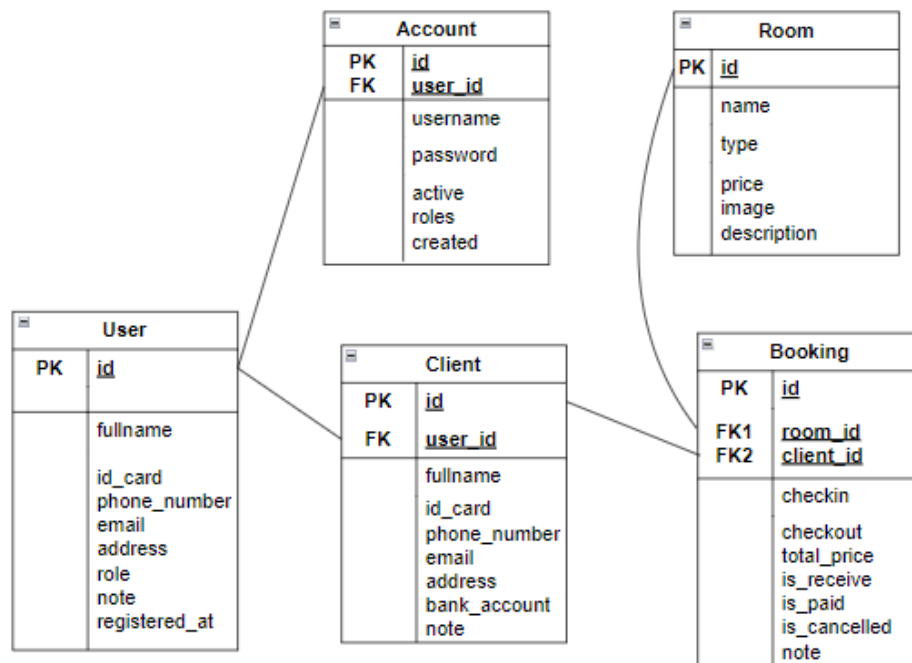 Account
PK id
FK user_id
username
password
active
roles
created
Room
PK id
name
type
price
image
description
User
PK id
fullname
id_card
phone_number
email
address
role
note
registered_at
Client
PK id
FK user_id
fullname
id_card
phone_number
email
address
bank_account
note
Booking
PK id
FK1 room_id
FK2 client_id
checkin
checkout
total_price
is_receive
is_paid
is_cancelled
note